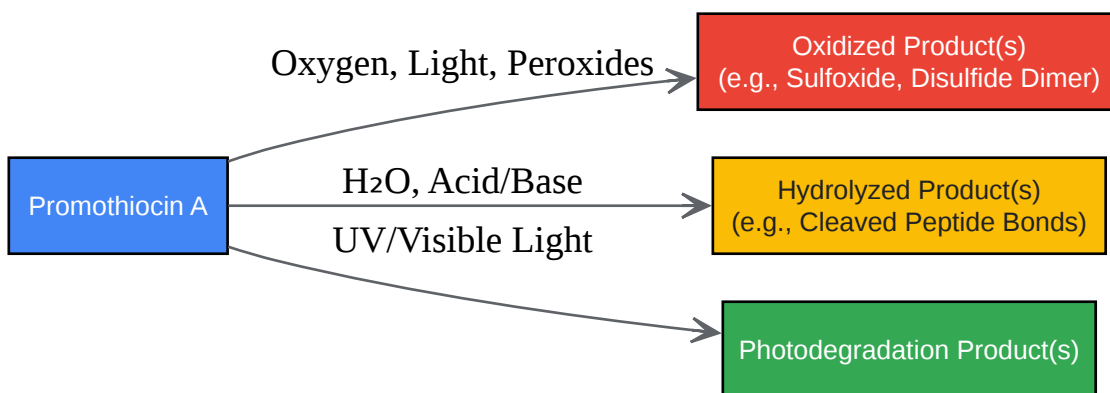 Oxygen, Light, Peroxides
Oxidized Product(s)
(e.g., Sulfoxide, Disulfide Dimer)
Promothiocin A
H₂O, Acid/Base
Hydrolyzed Product(s)
(e.g., Cleaved Peptide Bonds)
UV/Visible Light
Photodegradation Product(s)